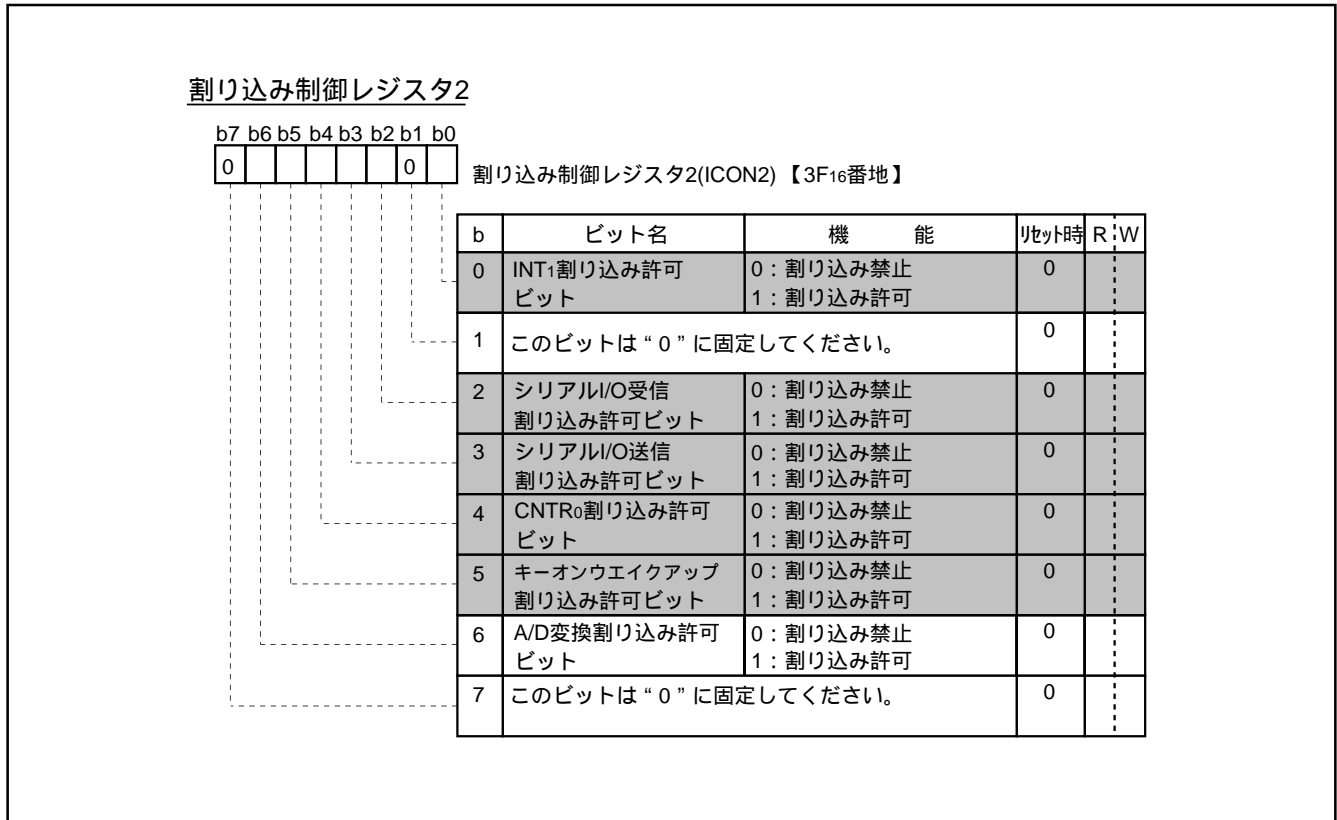 割り込み制御レジスタ2
b7 b6 b5 b4 b3 b2 b1 b0
0 0
割り込み制御レジスタ2(ICON2)【3F16番地】
b ビット名 機 能 リセット時 R W
0 INT1割り込み許可 0：割り込み禁止 0
ビット 1：割り込み許可
1 このビットは“0”に固定してください。 0
2 シリアルI/O受信 0：割り込み禁止 0
割り込み許可ビット 1：割り込み許可
3 シリアルI/O送信 0：割り込み禁止 0
割り込み許可ビット 1：割り込み許可
4 CNTR0割り込み許可 0：割り込み禁止 0
ビット 1：割り込み許可
5 キーオンウエイクアップ 0：割り込み禁止 0
割り込み許可ビット 1：割り込み許可
6 A/D変換割り込み許可 0：割り込み禁止 0
ビット 1：割り込み許可
7 このビットは“0”に固定してください。 0